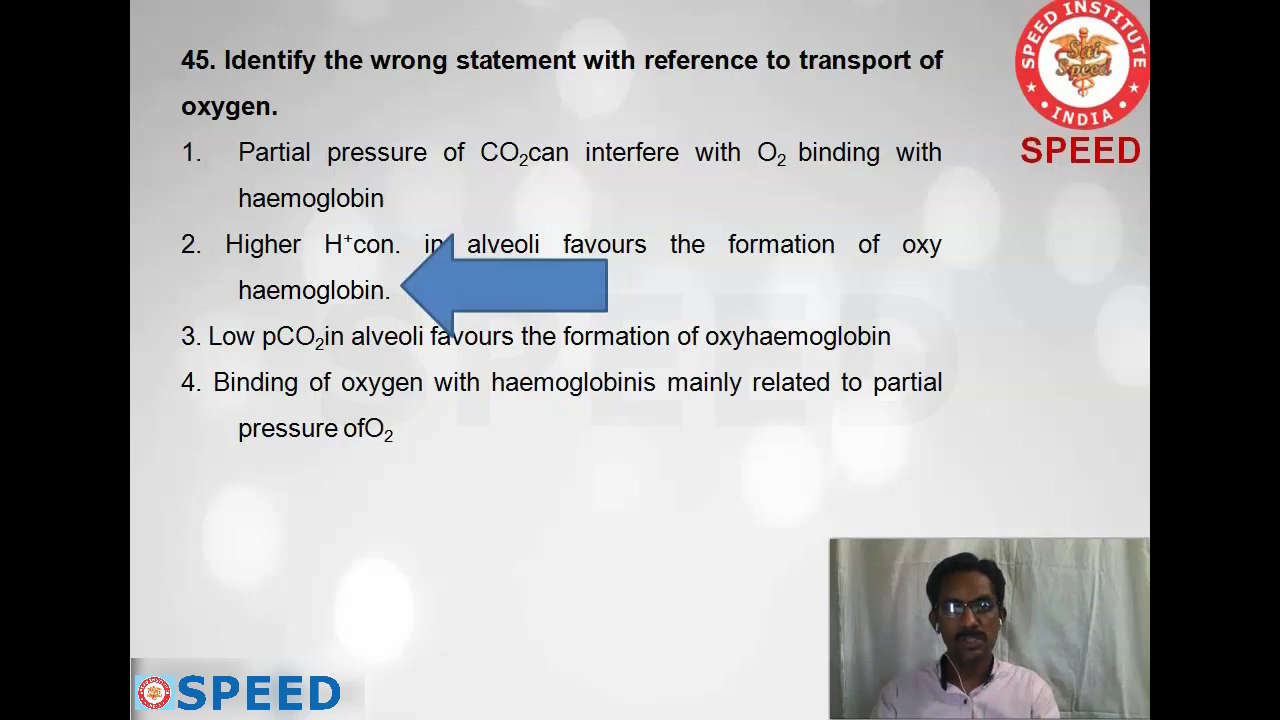 45. Identify the wrong statement with reference to transport of
oxygen.
1. Partial pressure of CO₂can interfere with O₂ binding with
haemoglobin
2. Higher H⁺con. in alveoli favours the formation of oxy
haemoglobin.
3. Low pCO₂in alveoli favours the formation of oxyhaemoglobin
4. Binding of oxygen with haemoglobinis mainly related to partial
pressure ofO₂
SPEED INSTITUTE
Sai
Speed
INDIA
SPEED
SPEED
SPEED